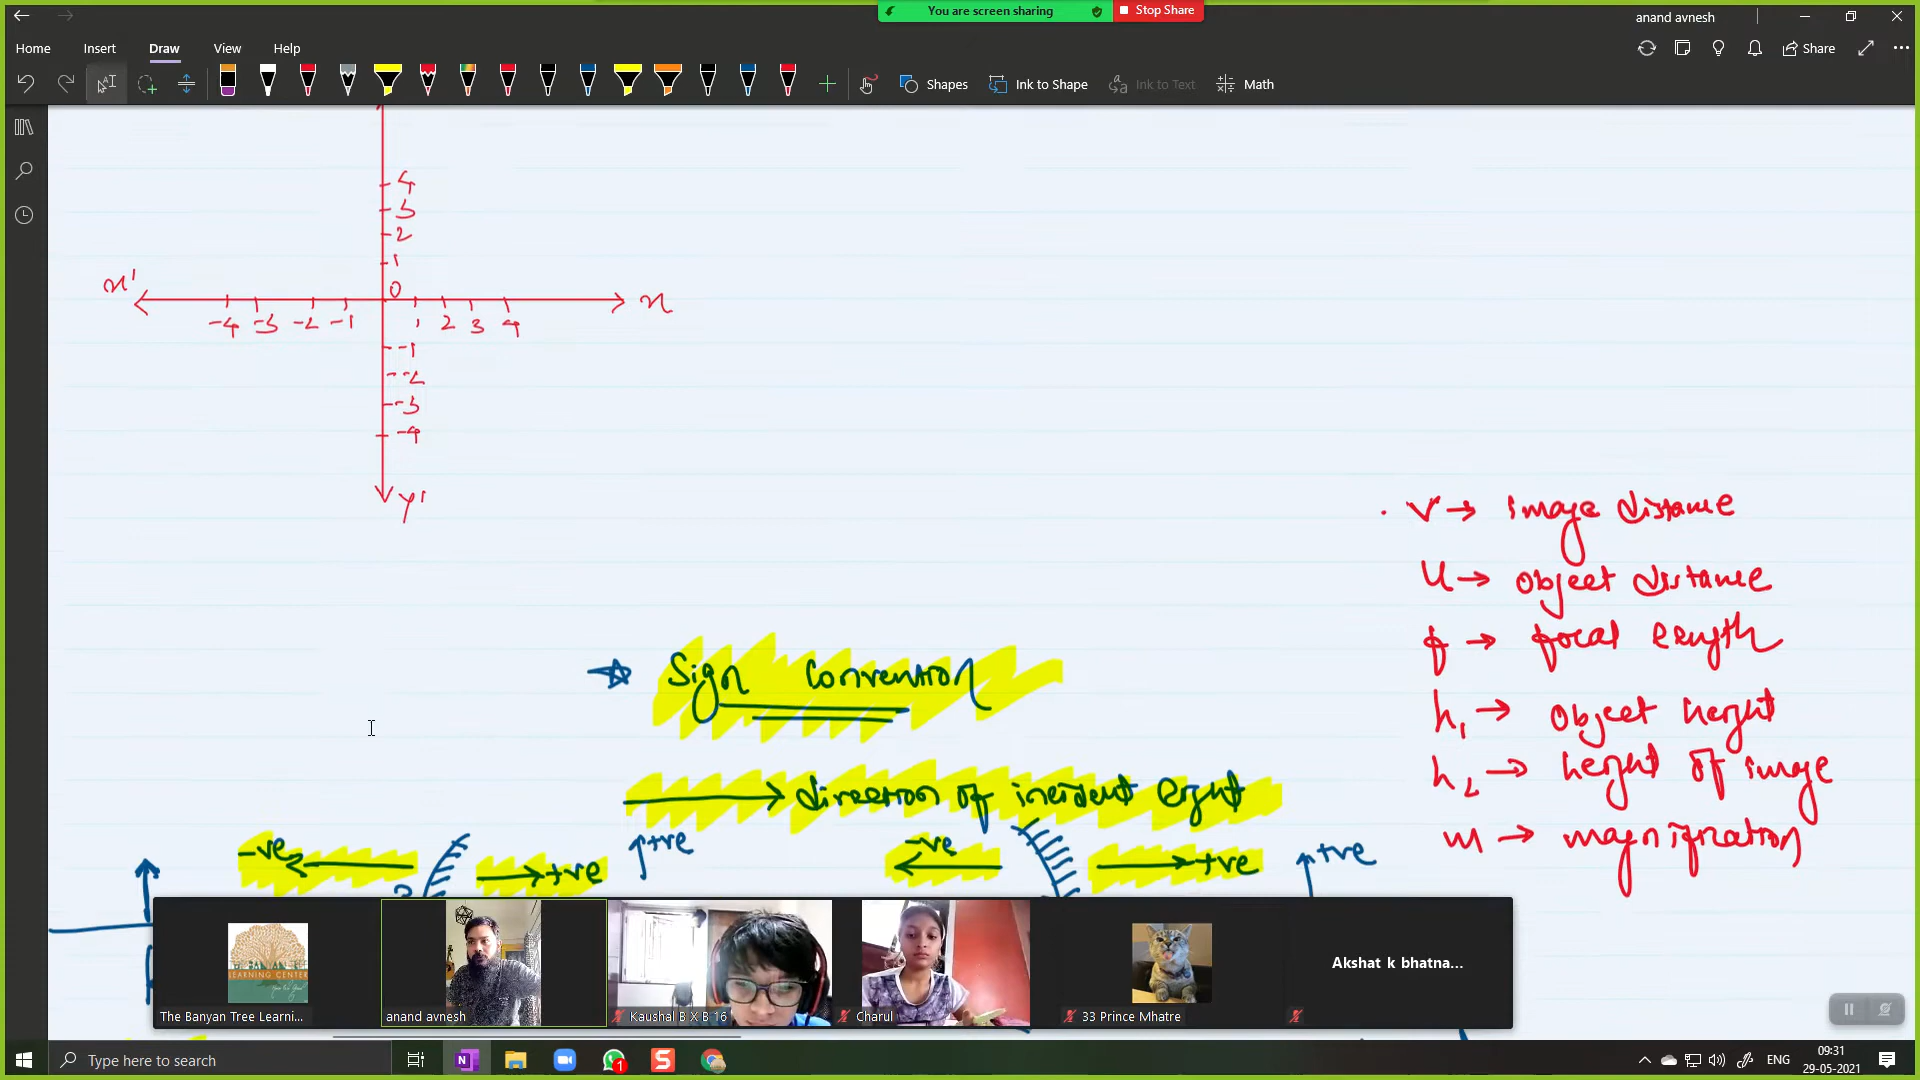 You are screen sharing
Stop Share
anand avnesh
Home Insert Draw View Help
Share
Shapes
Ink to Shape
Ink to Text
Math
4
3
2
1
0
x'
x
-4 -3 -2 -1 1 2 3 4
-1
-2
-3
-4
y'
v → image distance
u → object distance
f → focal length
h₁ → object height
h₂ → height of image
m → magnification
Sign Convention
→ direction of incident light
-ve
+ve
+ve
-ve
+ve
+ve
The Banyan Tree Learni...
anand avnesh
Kaushal B X B 16
Charul
33 Prince Mhatre
Akshat k bhatna...
LEARNING CENTER
Type here to search
1
ENG
09:31
29-05-2021